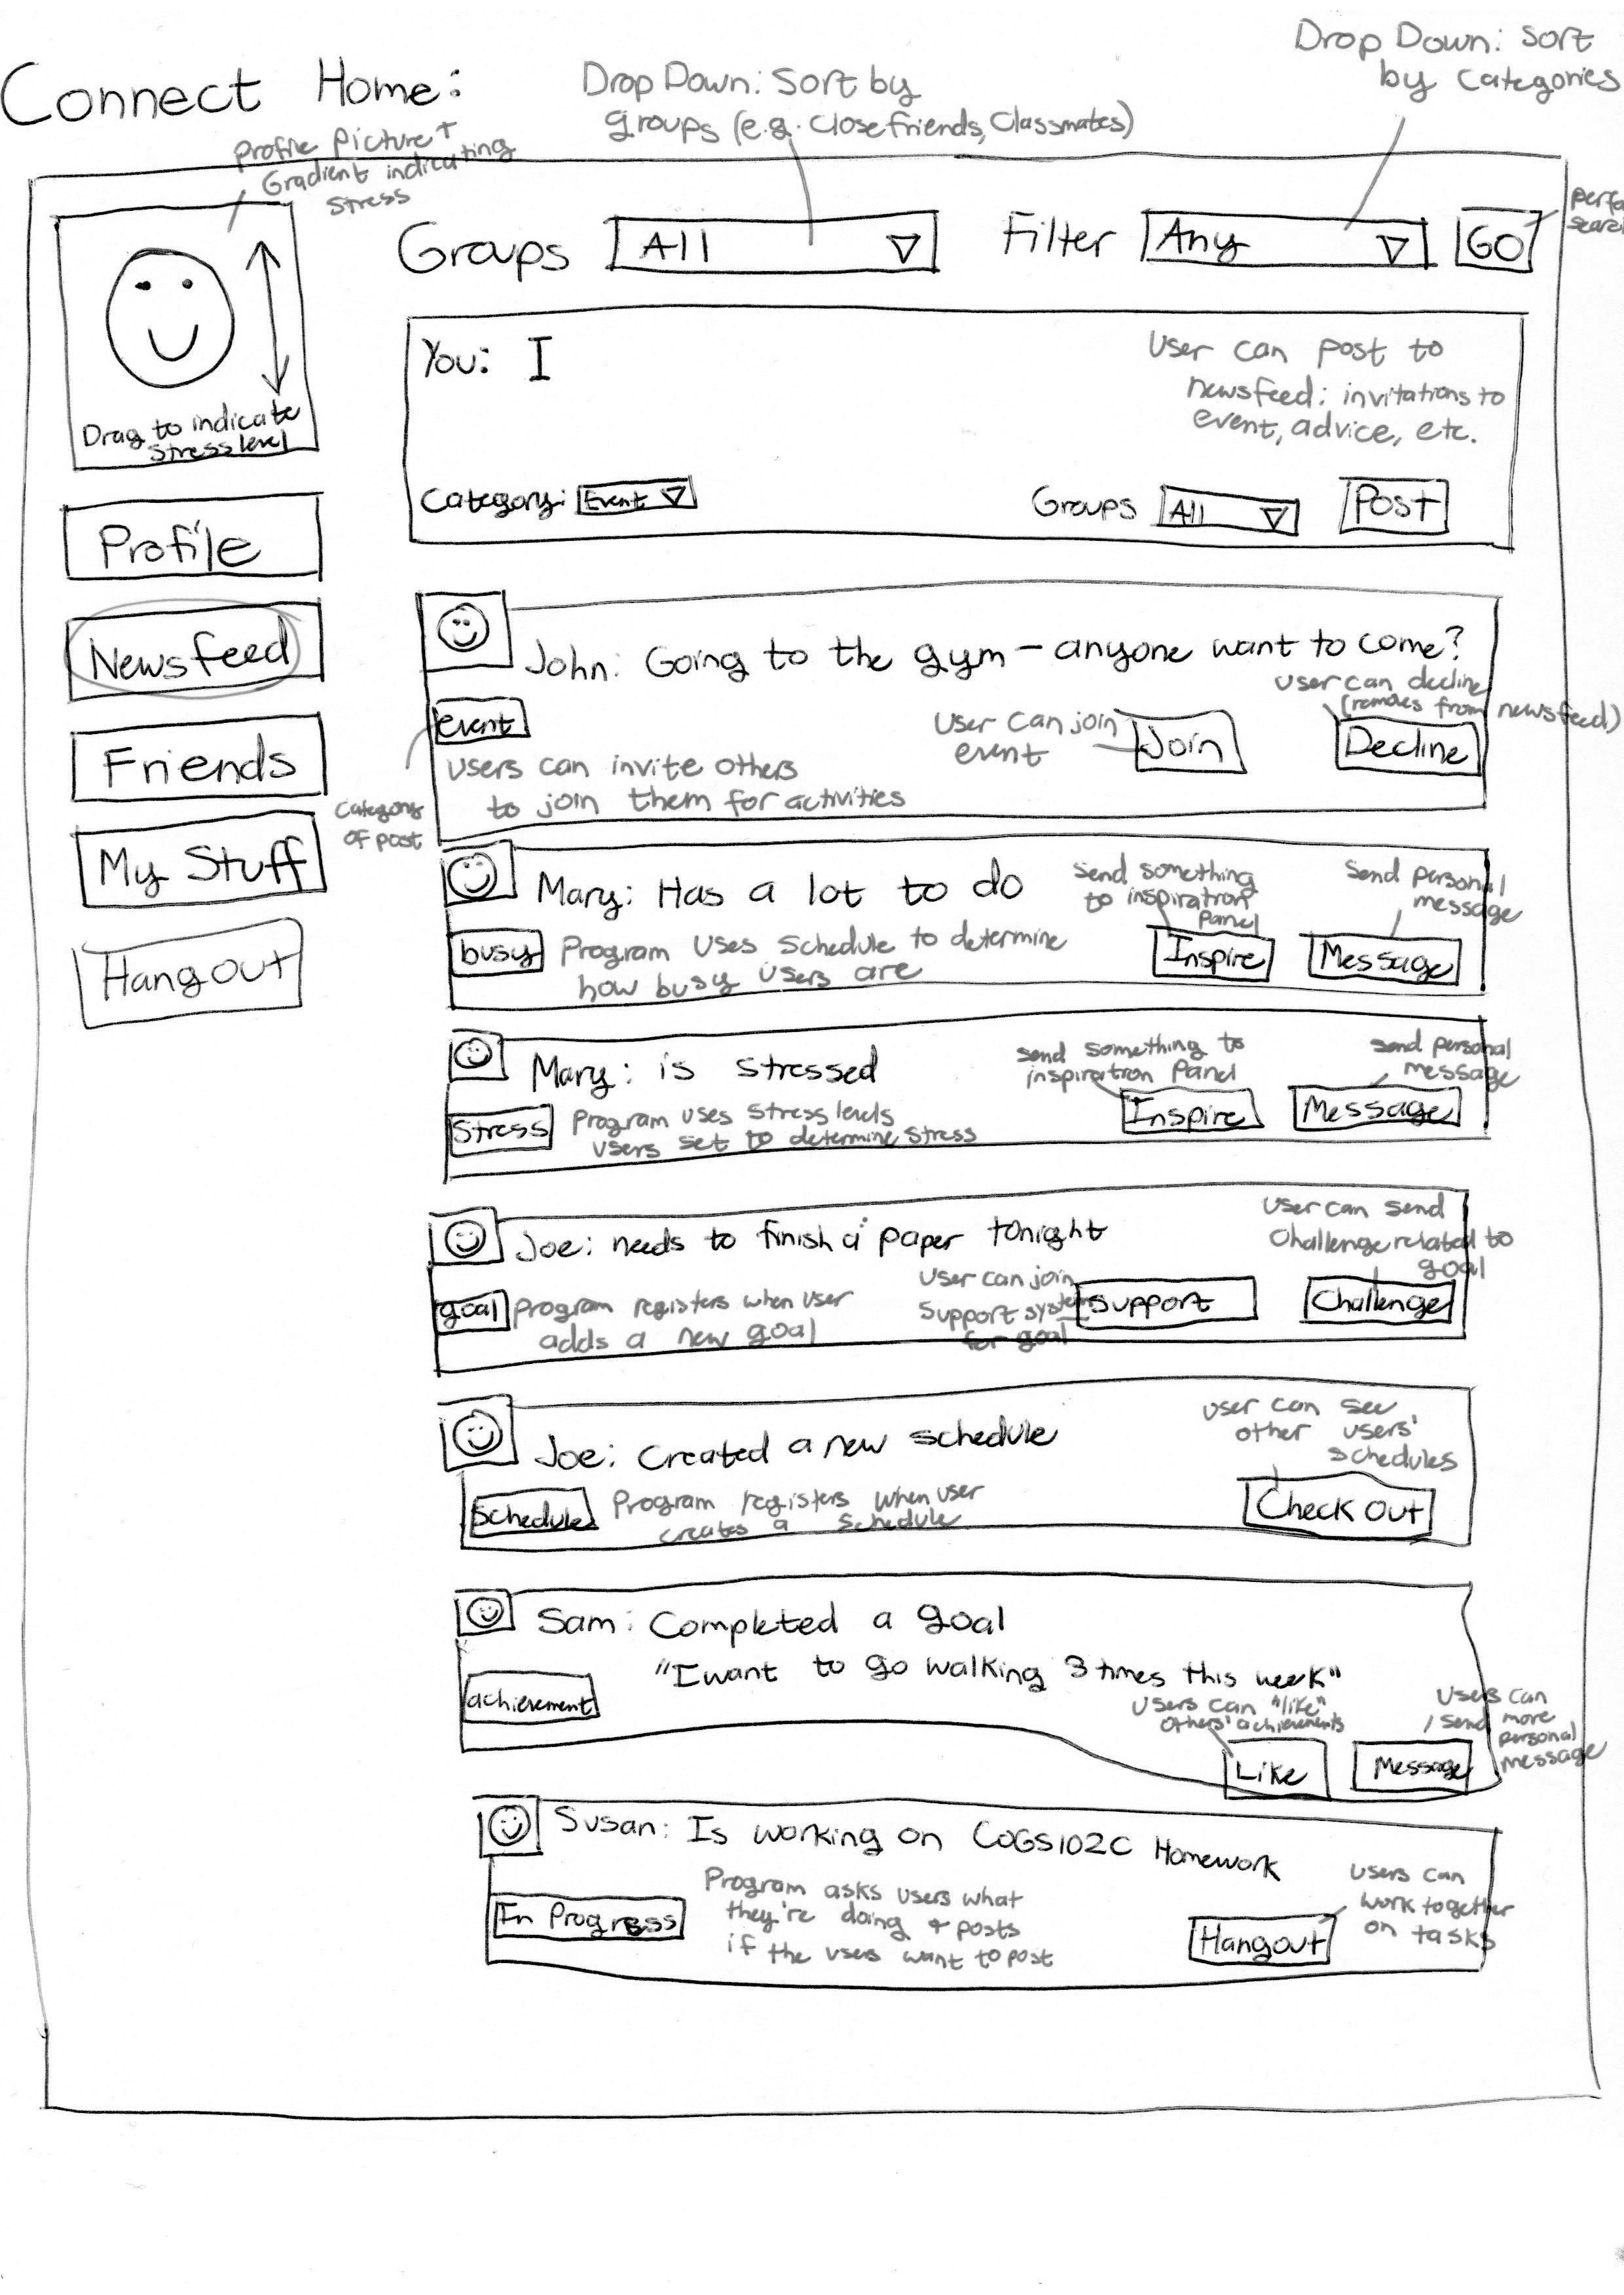 Connect Home:
Drop Down: Sort by
groups (e.g. Close friends, Classmates)
Drop Down: Sort
by categories
Profile picture +
Gradient indicating
stress
Groups
All
Filter
Any
GO
Drag to indicate
stress level
You: I
User can post to
newsfeed: invitations to
event, advice, etc.
Category:
Event
Groups
All
Post
Profile
Newsfeed
Friends
My Stuff
Hangout
John: Going to the gym - anyone want to come?
event
Category
of post
Users can invite others
to join them for activities
User can join
event
Join
User can decline
(removes from newsfeed)
Decline
Mary: Has a lot to do
busy
Program uses schedule to determine
how busy users are
Send something
to inspiration
Panel
Inspire
Send personal
message
Message
Mary: is stressed
Stress
Program uses stress levels
users set to determine stress
Send something to
inspiration Panel
Inspire
Send personal
message
Message
Joe: needs to finish a paper tonight
goal
Program registers when user
adds a new goal
User can join
Support system
for goal
Support
User can send
Challenge related to
goal
Challenge
Joe: Created a new schedule
Schedule
Program registers when user
creates a schedule
User can see
other users'
schedules
Check Out
Sam: Completed a goal
"I want to go walking 3 times this week"
achievement
Users can "like"
others' achievements
Like
Users can
send more
personal
message
Message
Susan: Is working on COGS102C Homework
In Progress
Program asks users what
they're doing + posts
if the users want to post
Users can
work together
on tasks
Hangout